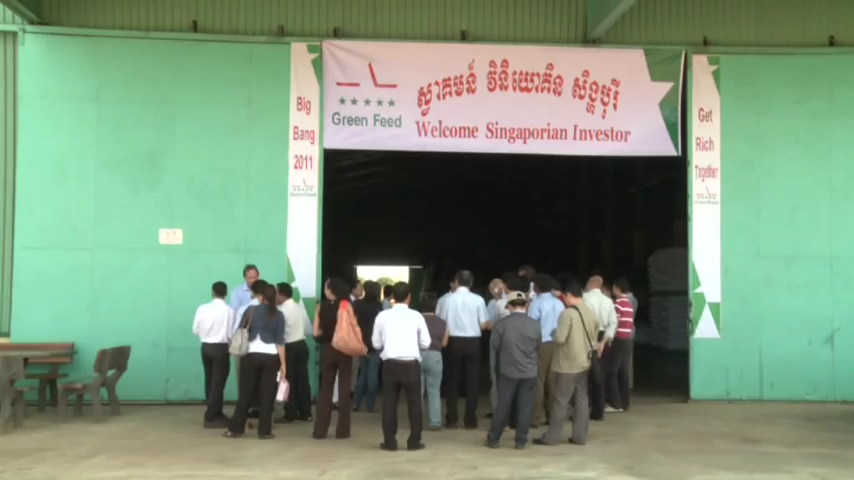 Big
Bang
2011
Green Feed
ស្វាគមន៍ វិនិយោគិន សិង្ហបុរី
Welcome Singaporian Investor
Get
Rich
Together